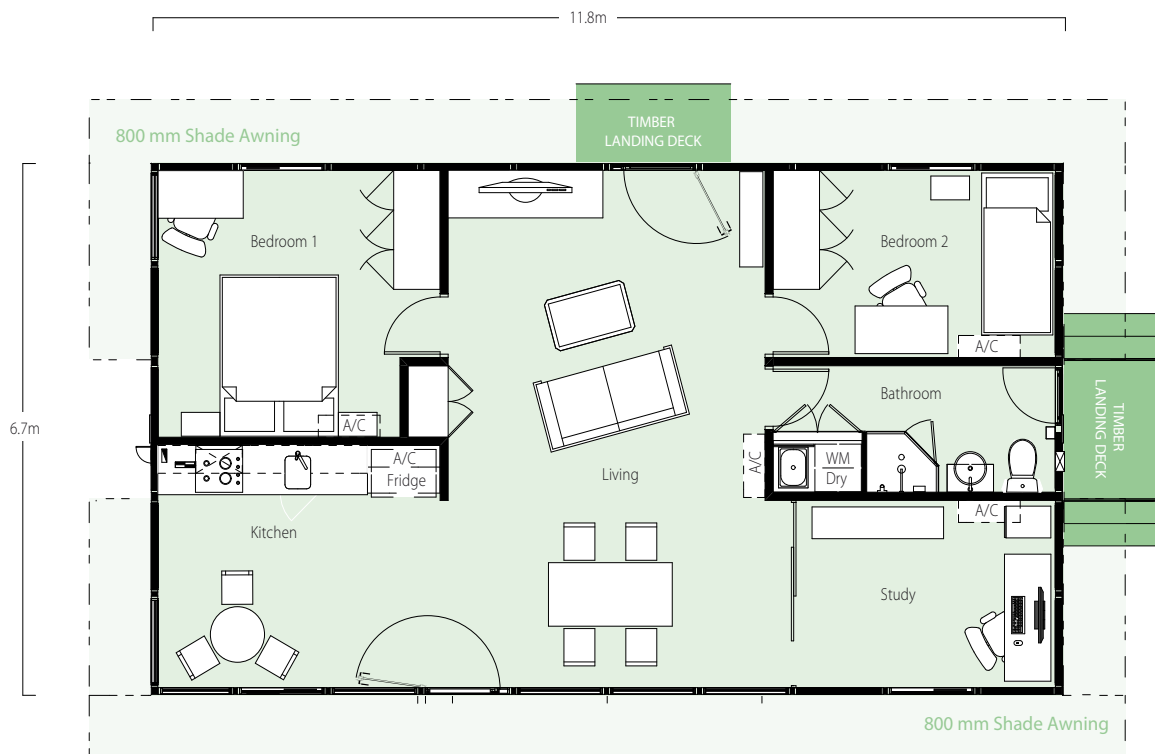 11.8m
800 mm Shade Awning
TIMBER
LANDING DECK
Bedroom 1
Bedroom 2
A/C
6.7m
Bathroom
TIMBER
LANDING DECK
A/C
A/C
Fridge
A/C
WM
Dry
Living
A/C
Kitchen
Study
800 mm Shade Awning